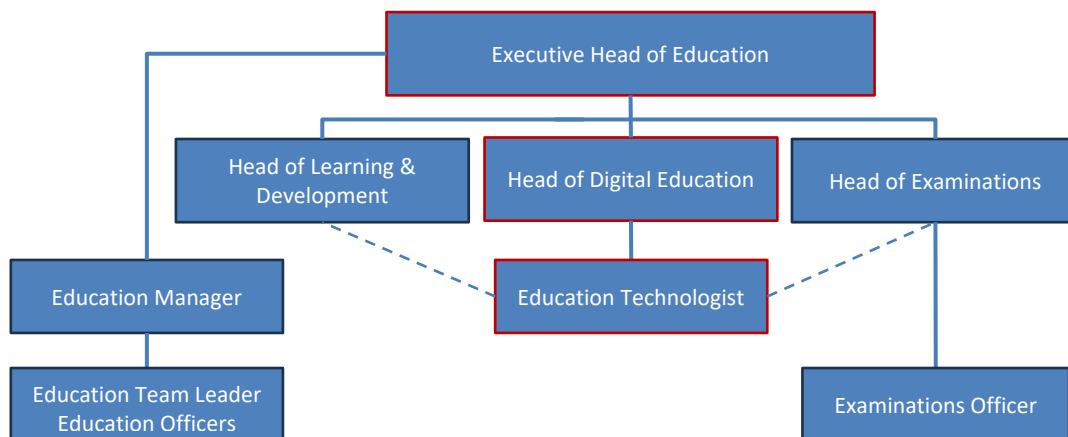 Executive Head of Education
Head of Learning &
Development
Head of Digital Education
Head of Examinations
Education Manager
Education Technologist
Education Team Leader
Education Officers
Examinations Officer